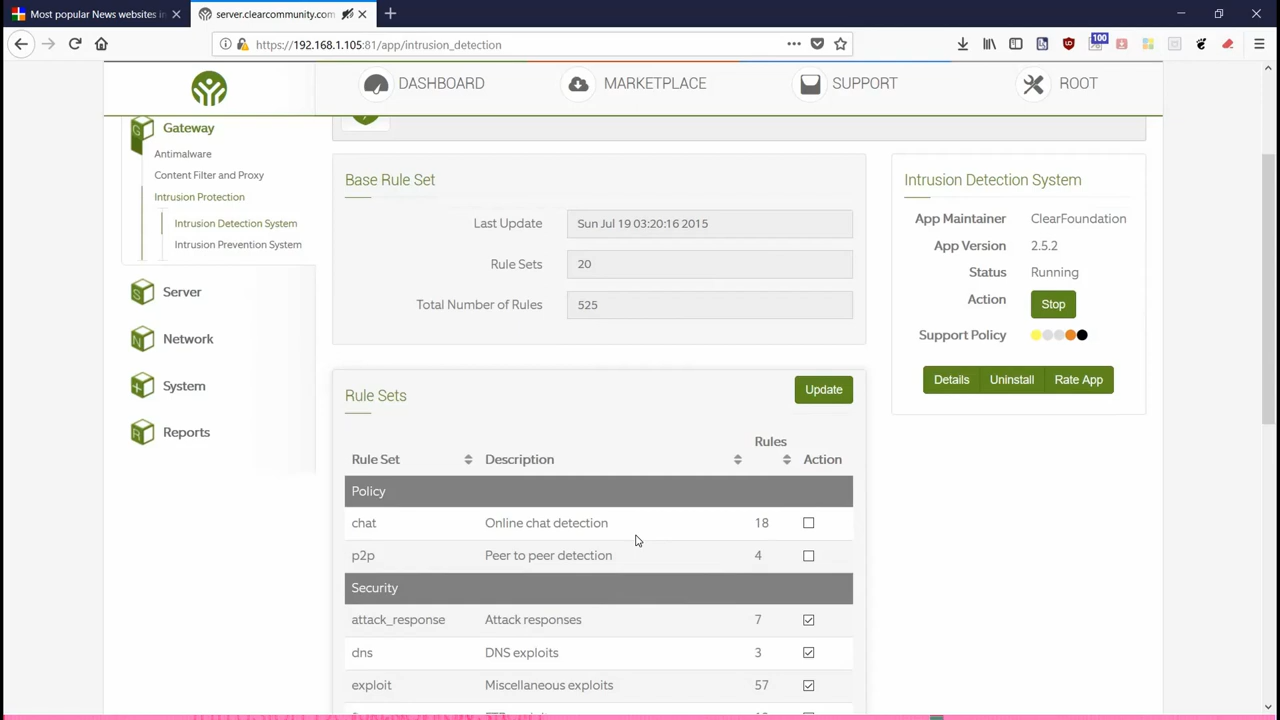 Most popular News websites i
server.clearcommunity.com
https://192.168.1.105:81/app/intrusion_detection
100
DASHBOARD
MARKETPLACE
SUPPORT
ROOT
Gateway
Antimalware
Content Filter and Proxy
Intrusion Protection
Intrusion Detection System
Intrusion Prevention System
Server
Network
System
Reports
Base Rule Set
Last Update Sun Jul 19 03:20:16 2015
Rule Sets 20
Total Number of Rules 525
Intrusion Detection System
App Maintainer ClearFoundation
App Version 2.5.2
Status Running
Action Stop
Support Policy
Details Uninstall Rate App
Rule Sets Update
Rule Set Description Rules Action
Policy
chat Online chat detection 18
p2p Peer to peer detection 4
Security
attack_response Attack responses 7
dns DNS exploits 3
exploit Miscellaneous exploits 57